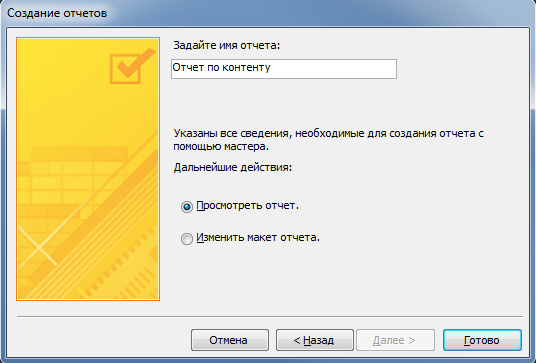 Создание отчетов
Задайте имя отчета:
Отчет по контенту
Указаны все сведения, необходимые для создания отчета с
помощью мастера.
Дальнейшие действия:
Просмотреть отчет.
Изменить макет отчета.
Отмена
< Назад
Далее >
Готово